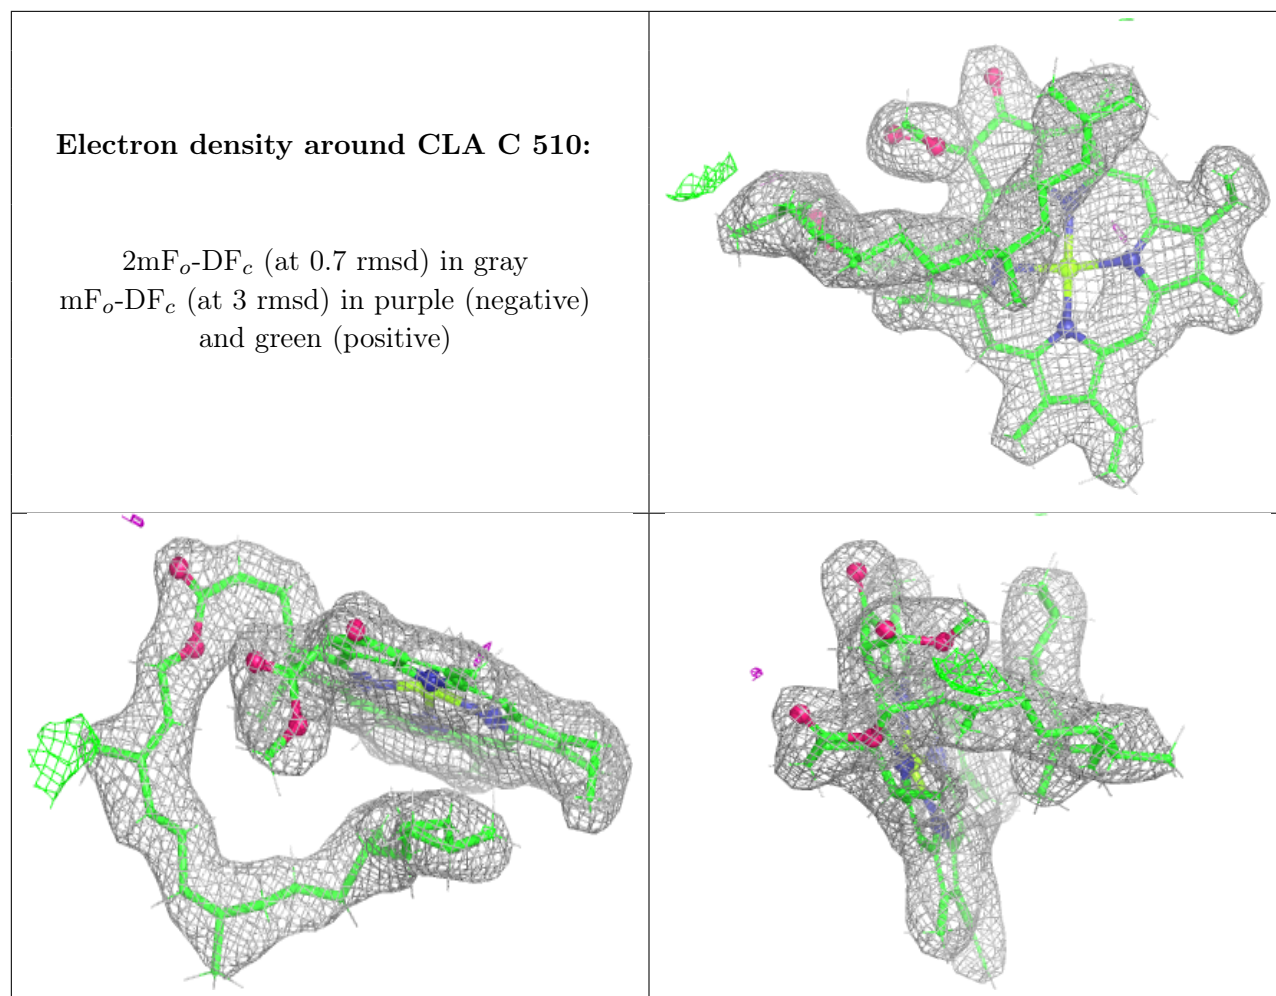 Electron density around CLA C 510:
2mFo-DFc (at 0.7 rmsd) in gray
mFo-DFc (at 3 rmsd) in purple (negative)
and green (positive)